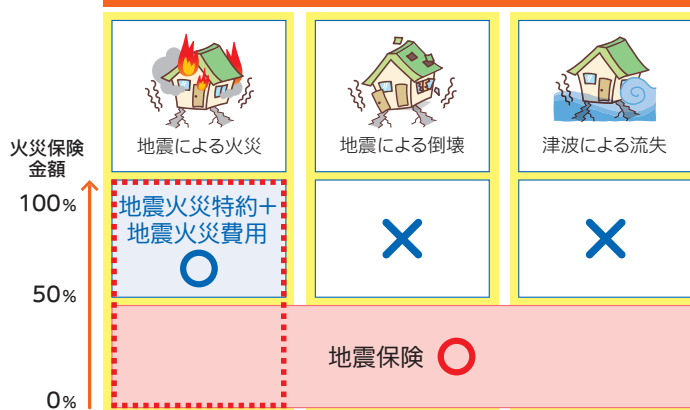 地震による火災
地震による倒壊
津波による流失
火災保険
金額
100%
地震火災特約+
地震火災費用
50%
地震保険
0%